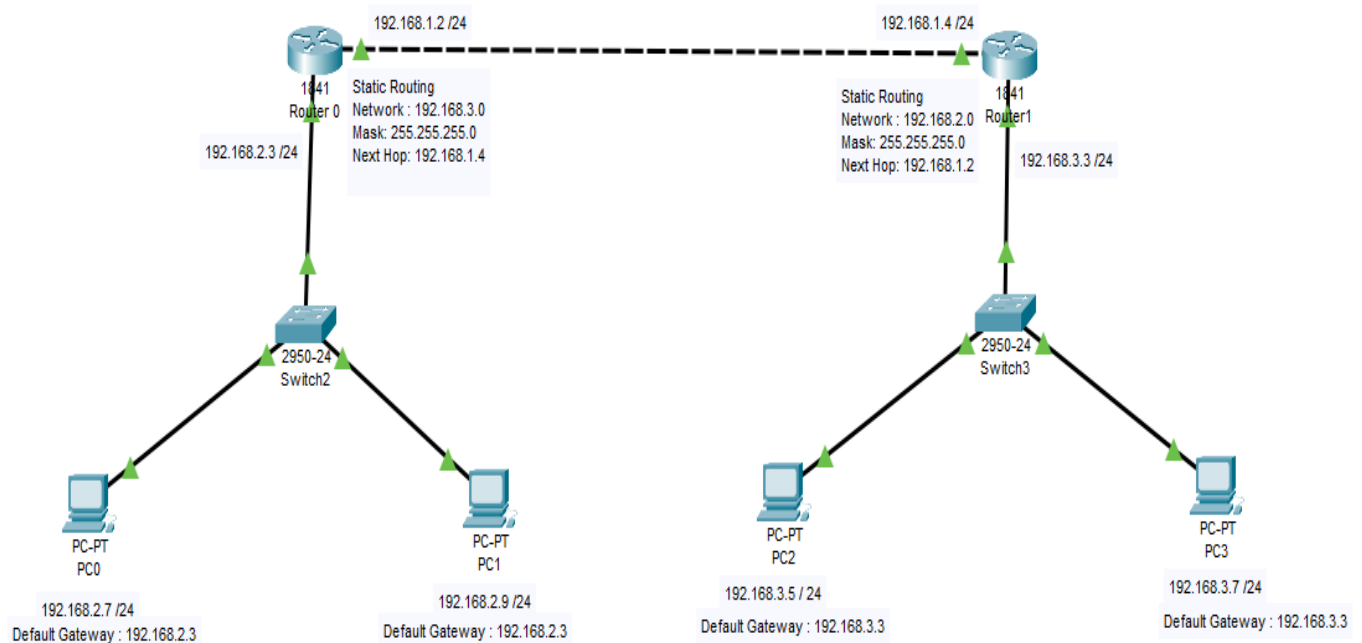 192.168.1.2 /24
192.168.1.4 /24
1841
Router 0
Static Routing
Network : 192.168.3.0
Mask: 255.255.255.0
Next Hop: 192.168.1.4
192.168.2.3 /24
1841
Router1
Static Routing
Network : 192.168.2.0
Mask: 255.255.255.0
Next Hop: 192.168.1.2
192.168.3.3 /24
2950-24
Switch2
2950-24
Switch3
PC-PT
PC0
192.168.2.7 /24
Default Gateway : 192.168.2.3
PC-PT
PC1
192.168.2.9 /24
Default Gateway : 192.168.2.3
PC-PT
PC2
192.168.3.5 / 24
Default Gateway : 192.168.3.3
PC-PT
PC3
192.168.3.7 /24
Default Gateway : 192.168.3.3